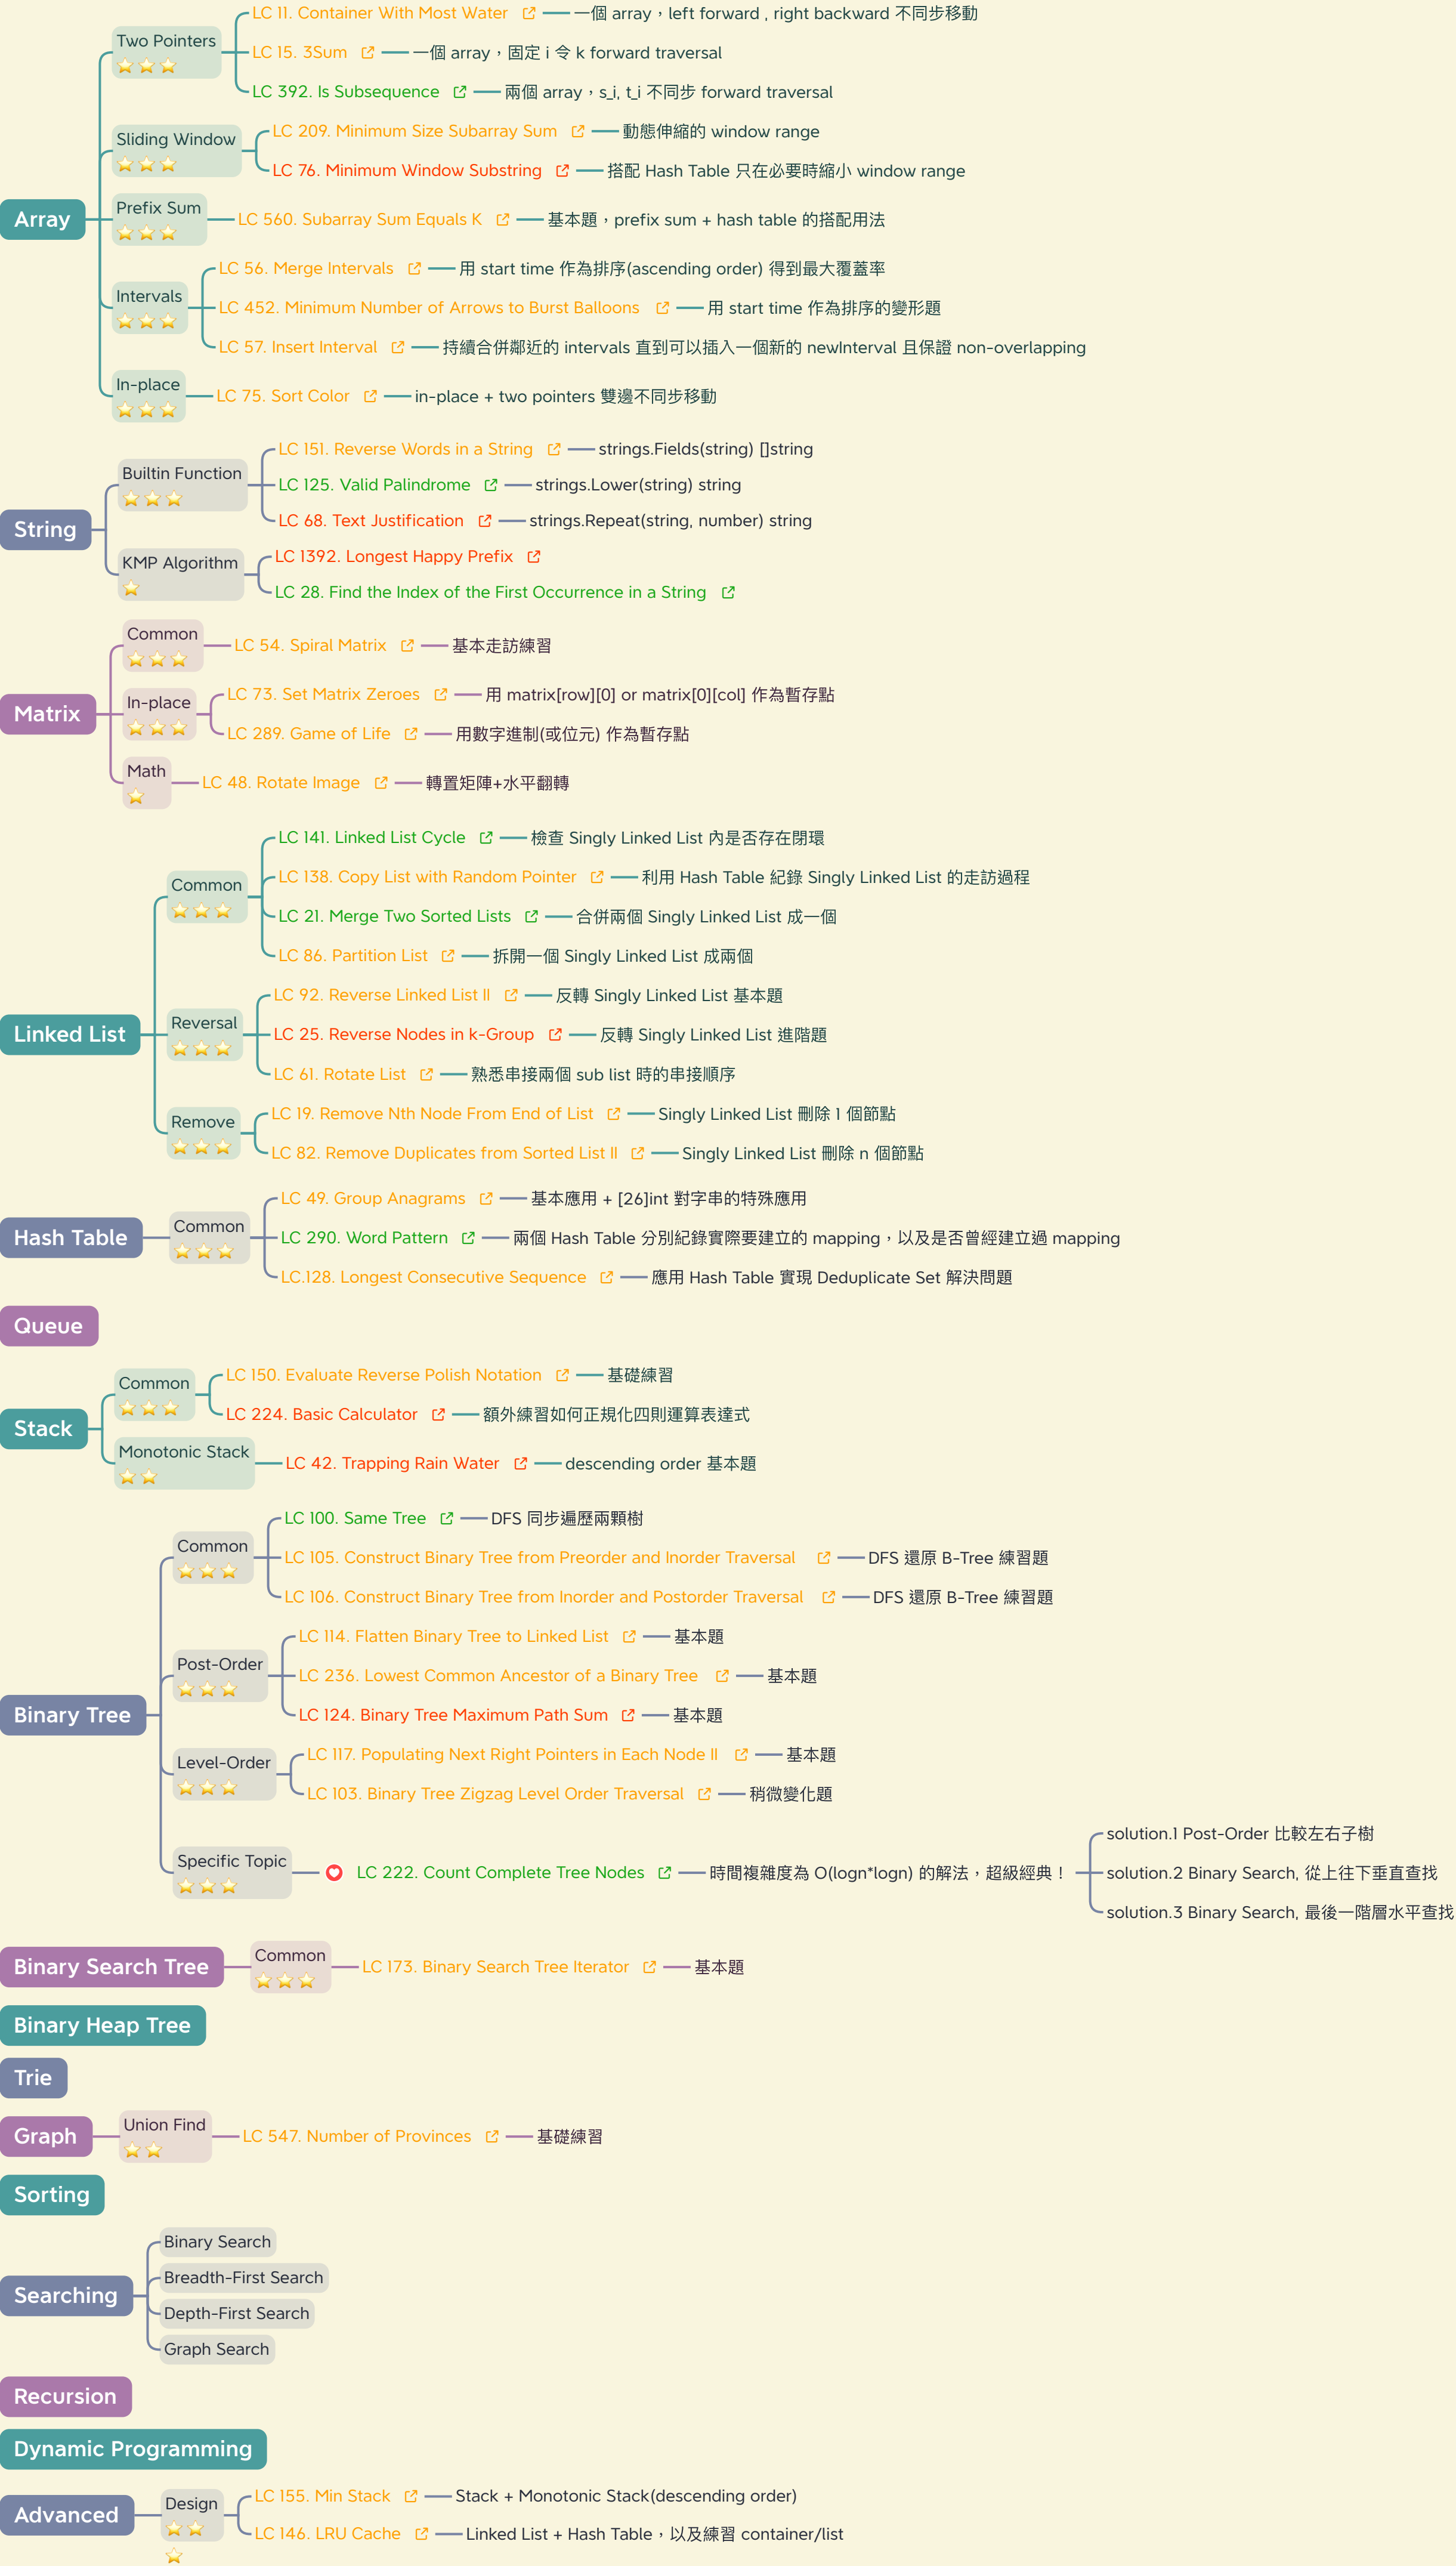 Array
Two Pointers
LC 11. Container With Most Water
一個 array，left forward , right backward 不同步移動
LC 15. 3Sum
一個 array，固定 i 令 k forward traversal
LC 392. Is Subsequence
兩個 array，s_i, t_i 不同步 forward traversal
Sliding Window
LC 209. Minimum Size Subarray Sum
動態伸縮的 window range
LC 76. Minimum Window Substring
搭配 Hash Table 只在必要時縮小 window range
Prefix Sum
LC 560. Subarray Sum Equals K
基本題，prefix sum + hash table 的搭配用法
Intervals
LC 56. Merge Intervals
用 start time 作為排序(ascending order) 得到最大覆蓋率
LC 452. Minimum Number of Arrows to Burst Balloons
用 start time 作為排序的變形題
LC 57. Insert Interval
持續合併鄰近的 intervals 直到可以插入一個新的 newInterval 且保證 non-overlapping
In-place
LC 75. Sort Color
in-place + two pointers 雙邊不同步移動
String
Builtin Function
LC 151. Reverse Words in a String
strings.Fields(string) []string
LC 125. Valid Palindrome
strings.Lower(string) string
LC 68. Text Justification
strings.Repeat(string, number) string
KMP Algorithm
LC 1392. Longest Happy Prefix
LC 28. Find the Index of the First Occurrence in a String
Matrix
Common
LC 54. Spiral Matrix
基本走訪練習
In-place
LC 73. Set Matrix Zeroes
用 matrix[row][0] or matrix[0][col] 作為暫存點
LC 289. Game of Life
用數字進制(或位元) 作為暫存點
Math
LC 48. Rotate Image
轉置矩陣+水平翻轉
Linked List
Common
LC 141. Linked List Cycle
檢查 Singly Linked List 內是否存在閉環
LC 138. Copy List with Random Pointer
利用 Hash Table 紀錄 Singly Linked List 的走訪過程
LC 21. Merge Two Sorted Lists
合併兩個 Singly Linked List 成一個
LC 86. Partition List
拆開一個 Singly Linked List 成兩個
Reversal
LC 92. Reverse Linked List II
反轉 Singly Linked List 基本題
LC 25. Reverse Nodes in k-Group
反轉 Singly Linked List 進階題
LC 61. Rotate List
熟悉串接兩個 sub list 時的串接順序
Remove
LC 19. Remove Nth Node From End of List
Singly Linked List 刪除 1 個節點
LC 82. Remove Duplicates from Sorted List II
Singly Linked List 刪除 n 個節點
Hash Table
Common
LC 49. Group Anagrams
基本應用 + [26]int 對字串的特殊應用
LC 290. Word Pattern
兩個 Hash Table 分別紀錄實際要建立的 mapping，以及是否曾經建立過 mapping
LC.128. Longest Consecutive Sequence
應用 Hash Table 實現 Deduplicate Set 解決問題
Queue
Stack
Common
LC 150. Evaluate Reverse Polish Notation
基礎練習
LC 224. Basic Calculator
額外練習如何正規化四則運算表達式
Monotonic Stack
LC 42. Trapping Rain Water
descending order 基本題
Binary Tree
Common
LC 100. Same Tree
DFS 同步遍歷兩顆樹
LC 105. Construct Binary Tree from Preorder and Inorder Traversal
DFS 還原 B-Tree 練習題
LC 106. Construct Binary Tree from Inorder and Postorder Traversal
DFS 還原 B-Tree 練習題
Post-Order
LC 114. Flatten Binary Tree to Linked List
基本題
LC 236. Lowest Common Ancestor of a Binary Tree
基本題
LC 124. Binary Tree Maximum Path Sum
基本題
Level-Order
LC 117. Populating Next Right Pointers in Each Node II
基本題
LC 103. Binary Tree Zigzag Level Order Traversal
稍微變化題
Specific Topic
LC 222. Count Complete Tree Nodes
時間複雜度為 O(logn*logn) 的解法，超級經典！
solution.1 Post-Order 比較左右子樹
solution.2 Binary Search, 從上往下垂直查找
solution.3 Binary Search, 最後一階層水平查找
Binary Search Tree
Common
LC 173. Binary Search Tree Iterator
基本題
Binary Heap Tree
Trie
Graph
Union Find
LC 547. Number of Provinces
基礎練習
Sorting
Searching
Binary Search
Breadth-First Search
Depth-First Search
Graph Search
Recursion
Dynamic Programming
Advanced
Design
LC 155. Min Stack
Stack + Monotonic Stack(descending order)
LC 146. LRU Cache
Linked List + Hash Table，以及練習 container/list